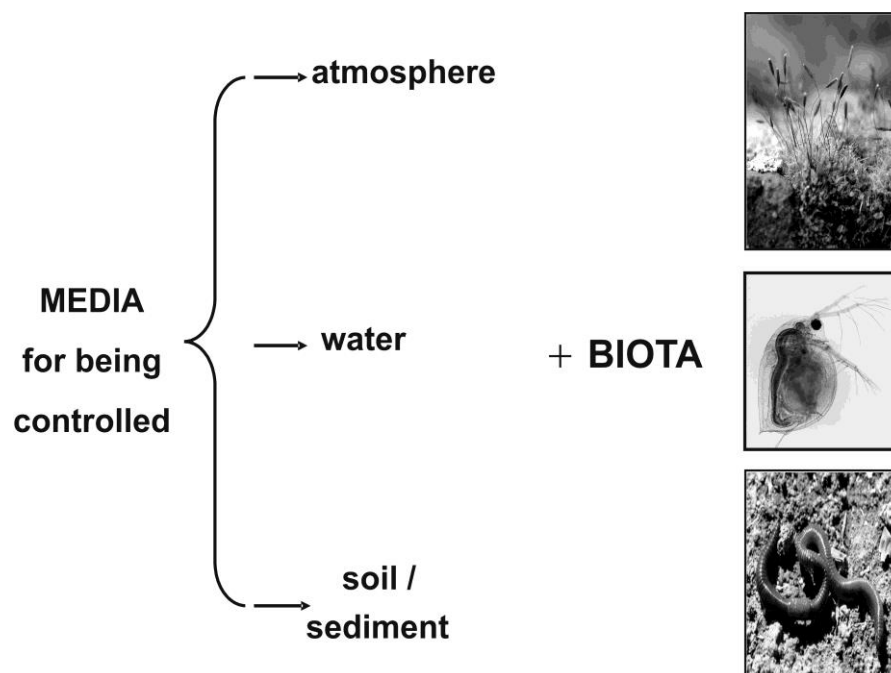 MEDIA
for being
controlled
atmosphere
water
soil /
sediment
+ BIOTA